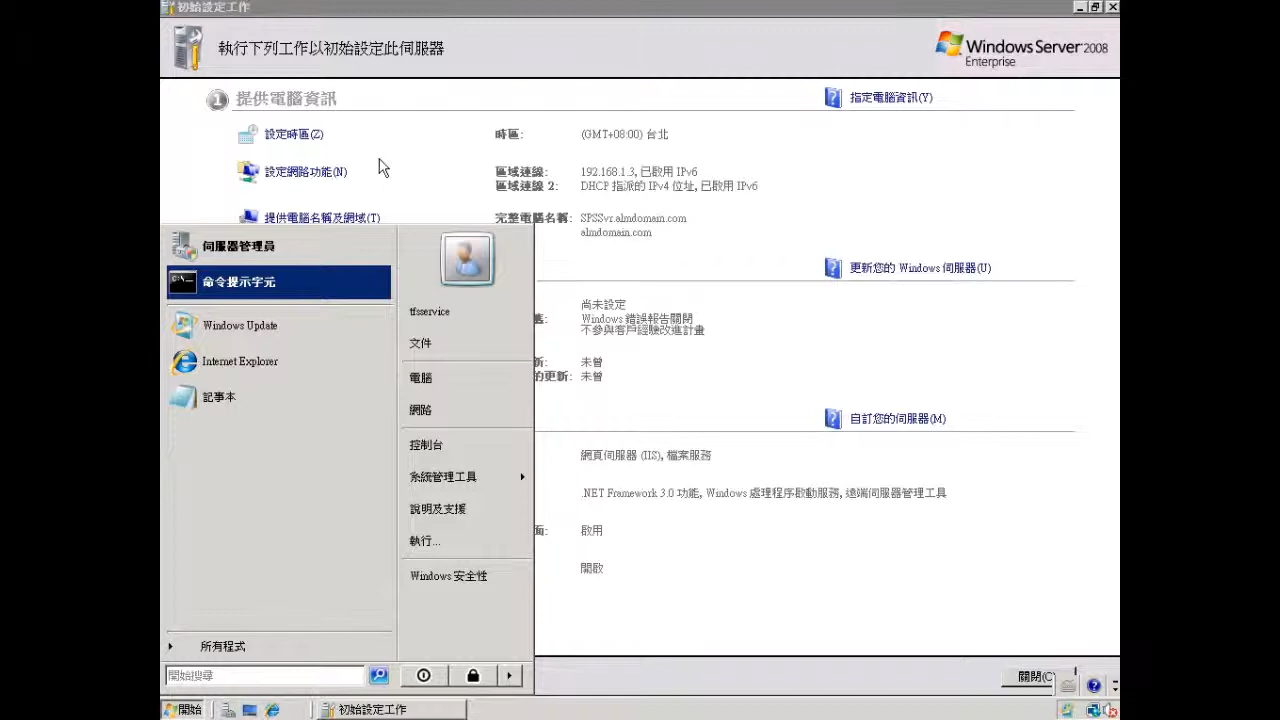 初始設定工作
執行下列工作以初始設定此伺服器
Windows Server 2008
Enterprise
1 提供電腦資訊
指定電腦資訊(Y)
設定時區(Z)
時區:
(GMT+08:00) 台北
設定網路功能(N)
區域連線:
192.168.1.3, 已啟用 IPv6
區域連線 2:
DHCP 指派的 IPv4 位址, 已啟用 IPv6
提供電腦名稱及網域(T)
完整電腦名稱:
SPSSvr.almdomain.com
almdomain.com
更新您的 Windows 伺服器(U)
尚未設定
Windows 錯誤報告關閉
不參與客戶經驗改進計畫
新:
未曾
的更新:
未曾
自訂您的伺服器(M)
網頁伺服器 (IIS), 檔案服務
.NET Framework 3.0 功能, Windows 處理程序啟動服務, 遠端伺服器管理工具
面:
啟用
開啟
關閉(C)
伺服器管理員
命令提示字元
Windows Update
Internet Explorer
記事本
所有程式
開始搜尋
tfsservice
文件
電腦
網路
控制台
系統管理工具
說明及支援
執行...
Windows 安全性
開始
初始設定工作